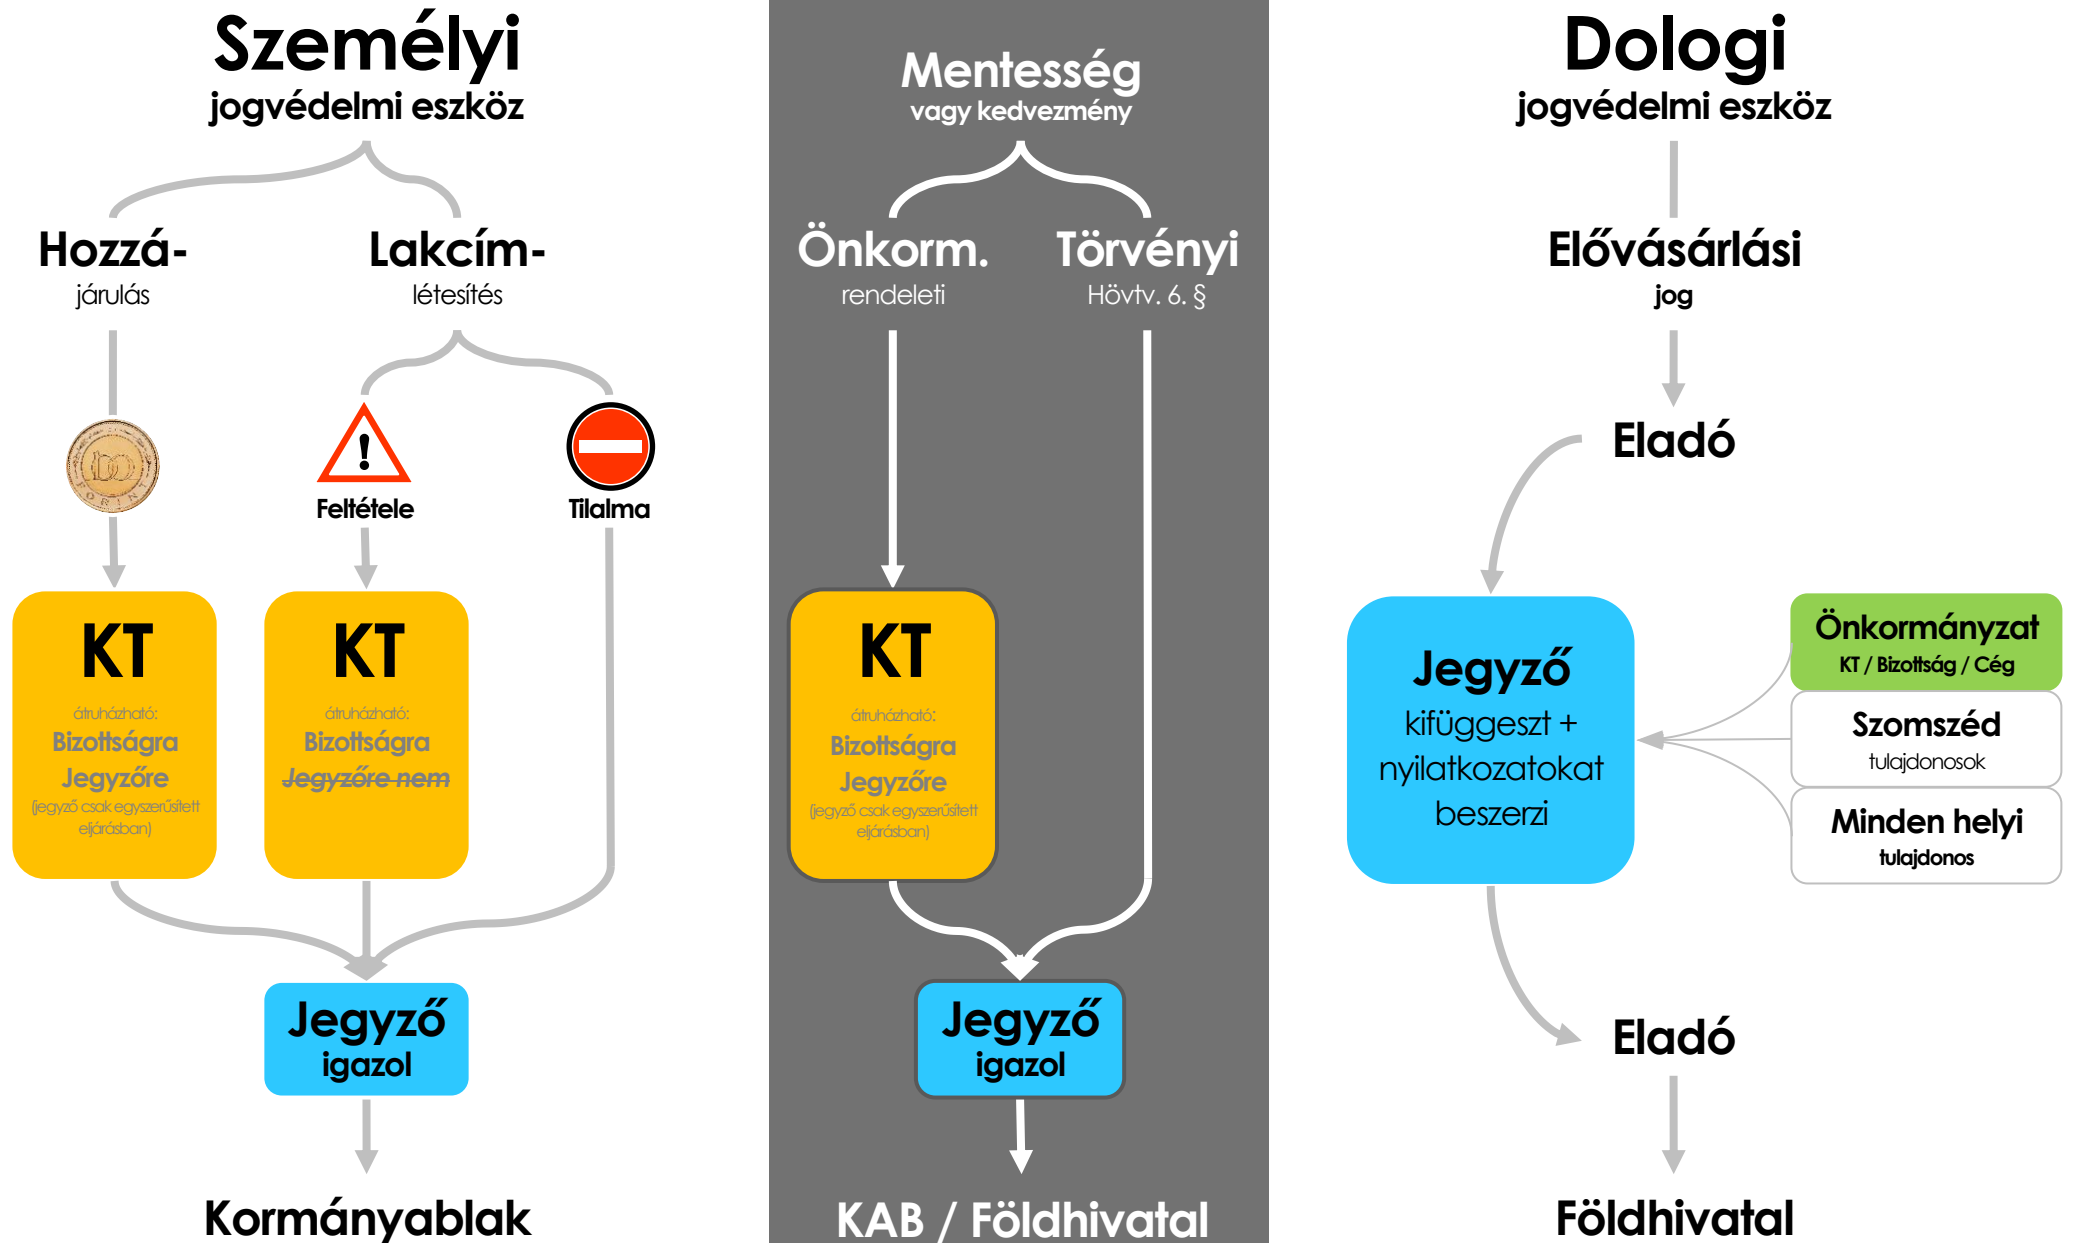 Személyi
jogvédelmi eszköz
Hozzá-
járulás
Lakcím-
létesítés
100
FORINT
Feltétele
Tilalma
KT
átruházható:
Bizottságra
Jegyzőre
(jegyző csak egyszerűsített
eljárásban)
KT
átruházható:
Bizottságra
Jegyzőre nem
Jegyző
igazol
Kormányablak
Mentesség
vagy kedvezmény
Önkorm.
rendeleti
Törvényi
Hövtv. 6. §
KT
átruházható:
Bizottságra
Jegyzőre
(jegyző csak egyszerűsített
eljárásban)
Jegyző
igazol
KAB / Földhivatal
Dologi
jogvédelmi eszköz
Elővásárlási
jog
Eladó
Jegyző
kifüggeszt +
nyilatkozatokat
beszerzi
Önkormányzat
KT / Bizottság / Cég
Szomszéd
tulajdonosok
Minden helyi
tulajdonos
Eladó
Földhivatal